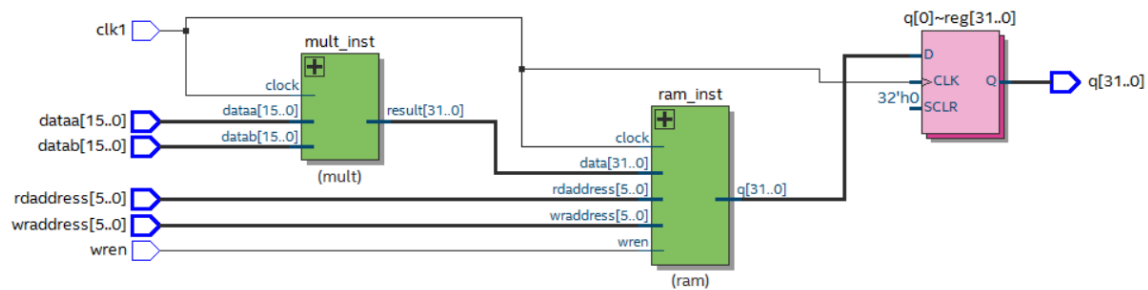 clk1
dataa[15..0]
datab[15..0]
rdaddress[5..0]
wraddress[5..0]
wren
mult_inst
clock
dataa[15..0]
datab[15..0]
result[31..0]
(mult)
ram_inst
clock
data[31..0]
rdaddress[5..0]
wraddress[5..0]
wren
q[31..0]
(ram)
q[0]~reg[31..0]
D
CLK
32'h0
SCLR
Q
q[31..0]